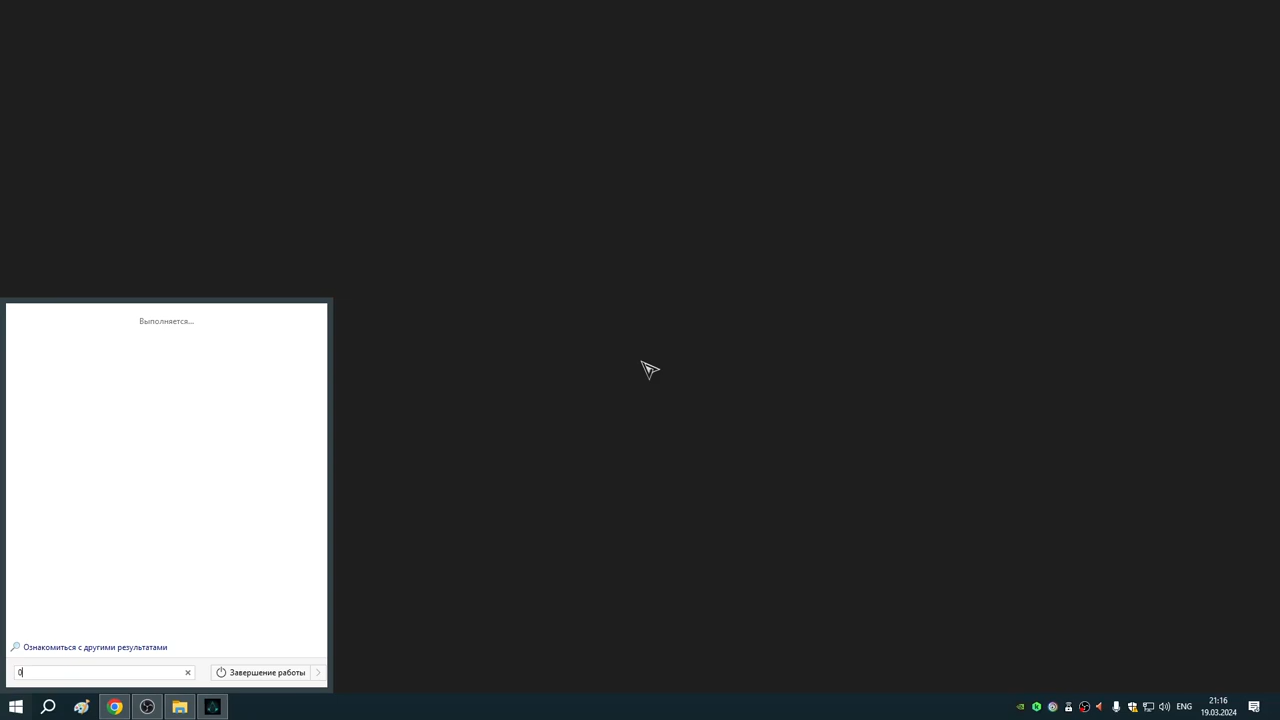 Выполняется...
Ознакомиться с другими результатами
0
Завершение работы
ENG
21:16
19.03.2024